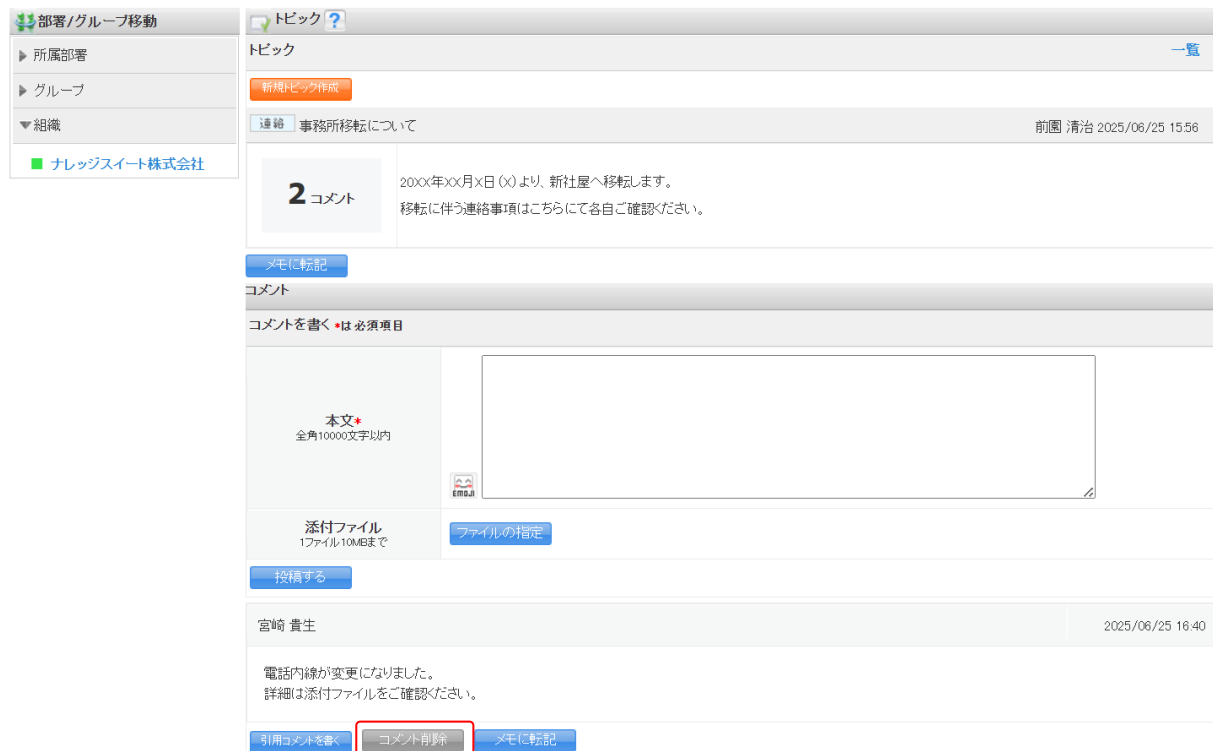 部署/グループ移動
所属部署
グループ
組織
ナレッジスイート株式会社
トピック ?
トピック 一覧
新規トピック作成
連絡 事務所移転について 前園 清治 2025/06/25 15:56
2 コメント
20XX年XX月X日(X)より、新社屋へ移転します。
移転に伴う連絡事項はこちらにて各自ご確認ください。
メモに転記
コメント
コメントを書く *は必須項目
本文*
全角10000文字以内
EMOJI
添付ファイル
1ファイル10MBまで
ファイルの指定
投稿する
宮崎 貴生 2025/06/25 16:40
電話内線が変更になりました。
詳細は添付ファイルをご確認ください。
引用コメントを書く コメント削除 メモに転記